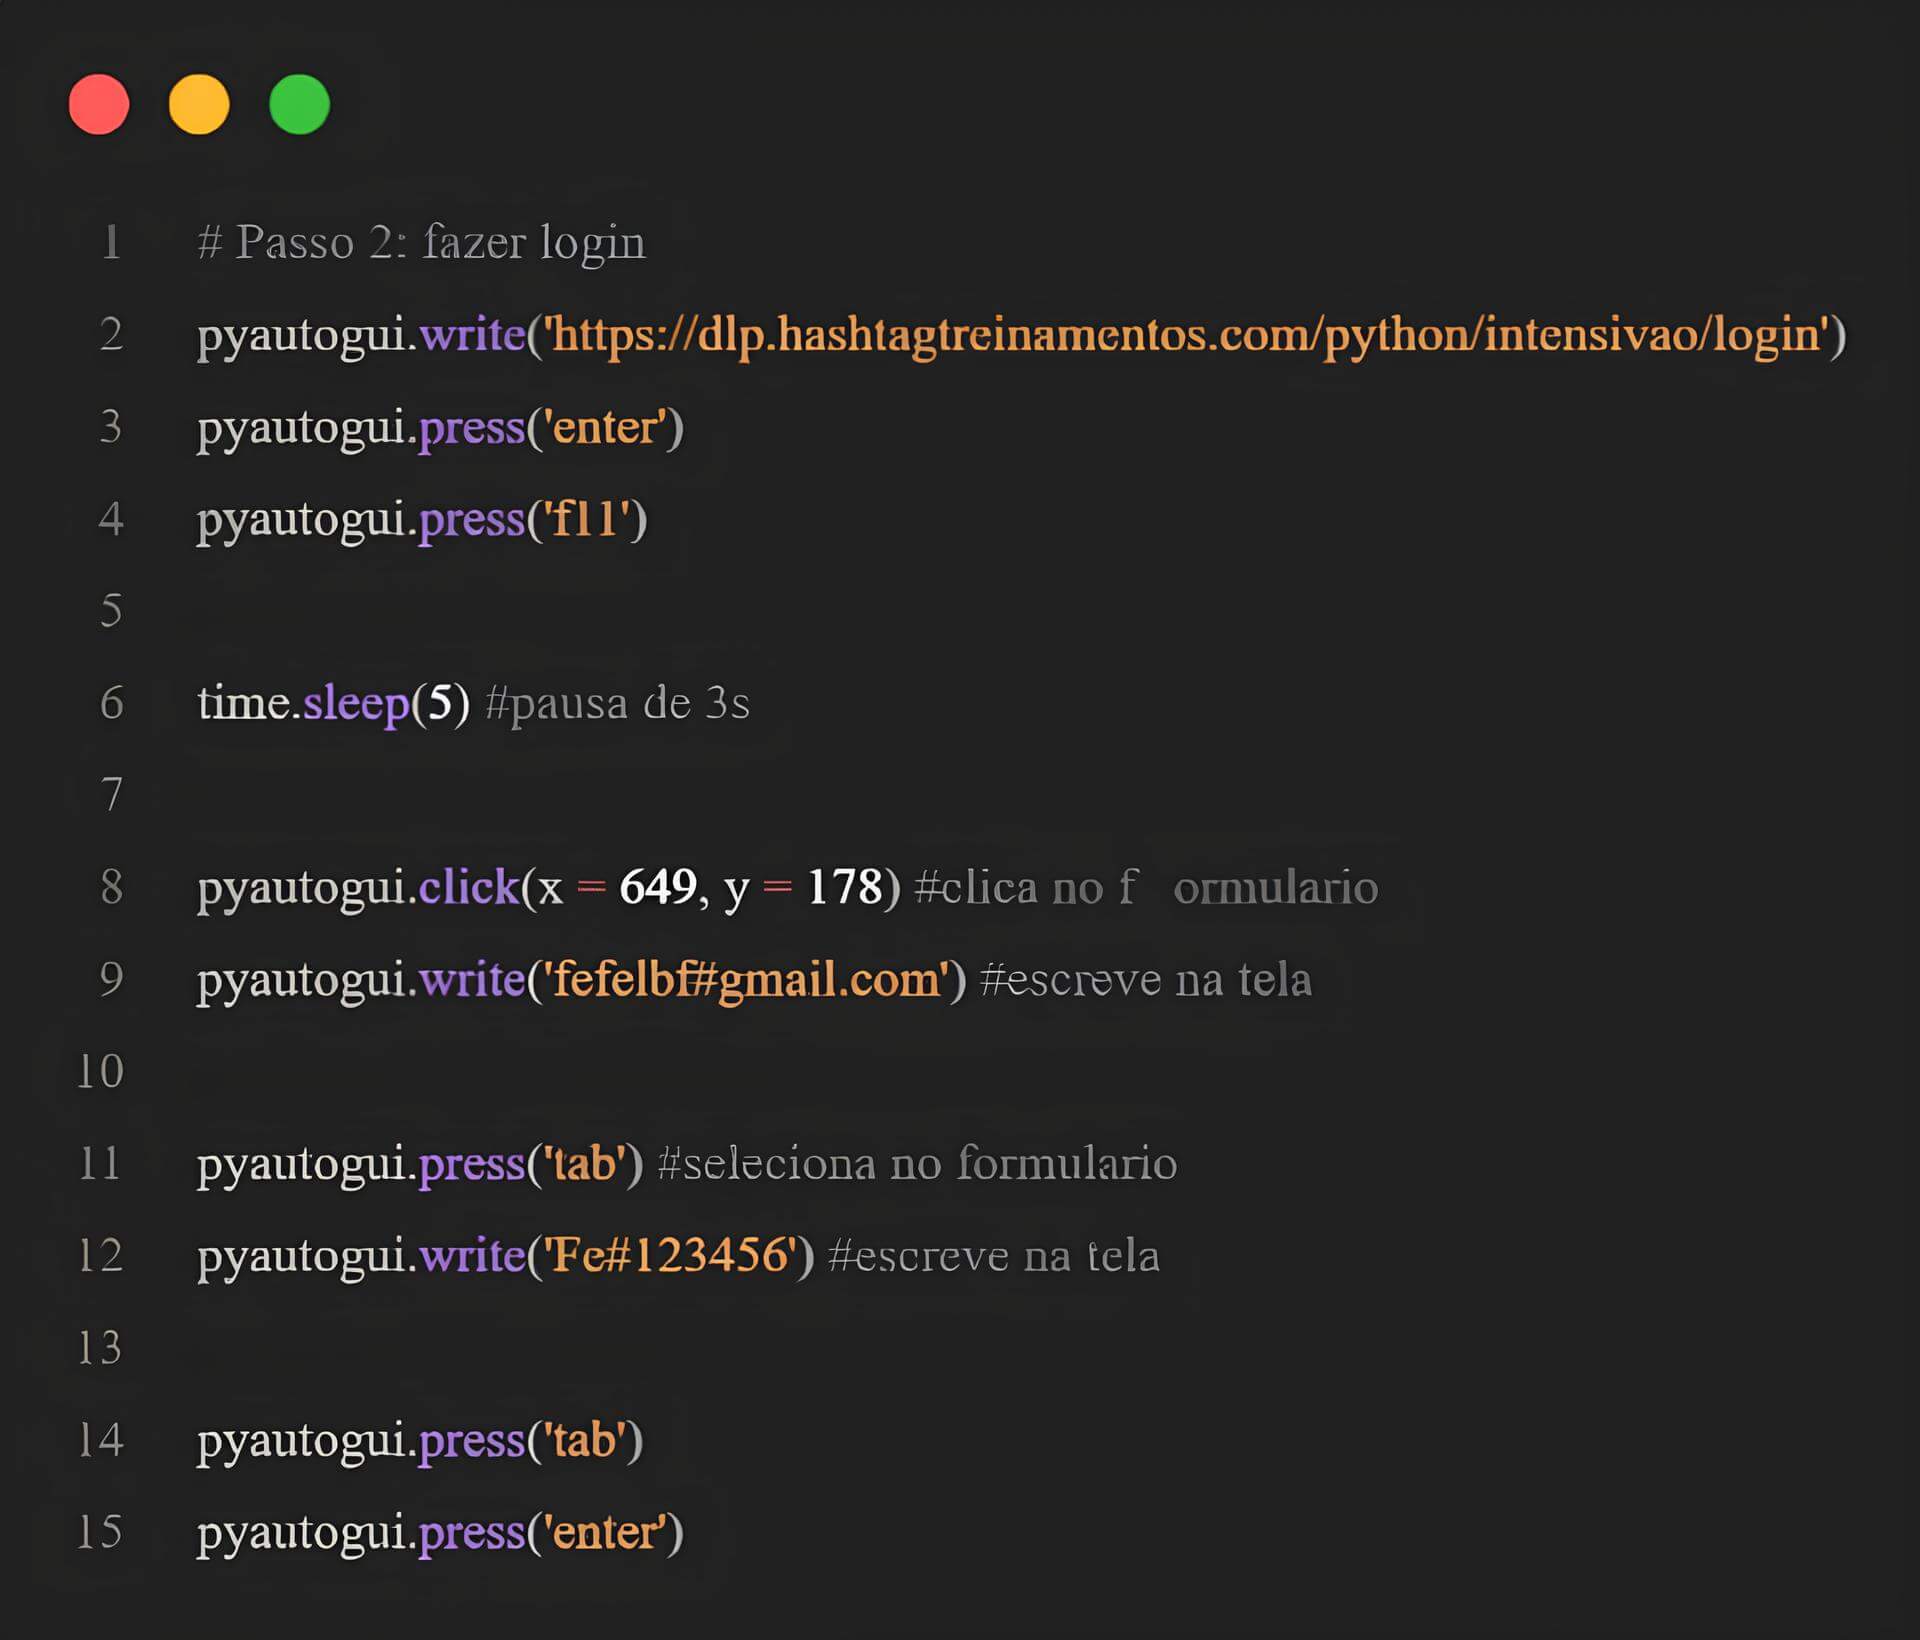 1 # Passo 2: fazer login
2 pyautogui.write('https://dlp.hashtagtreinamentos.com/python/intensivao/login')
3 pyautogui.press('enter')
4 pyautogui.press('f11')
5
6 time.sleep(5) #pausa de 3s
7
8 pyautogui.click(x = 649, y = 178) #clica no f ormulario
9 pyautogui.write('fefelbf#gmail.com') #escreve na tela
10
11 pyautogui.press('tab') #seleciona no formulario
12 pyautogui.write('Fe#123456') #escreve na tela
13
14 pyautogui.press('tab')
15 pyautogui.press('enter')